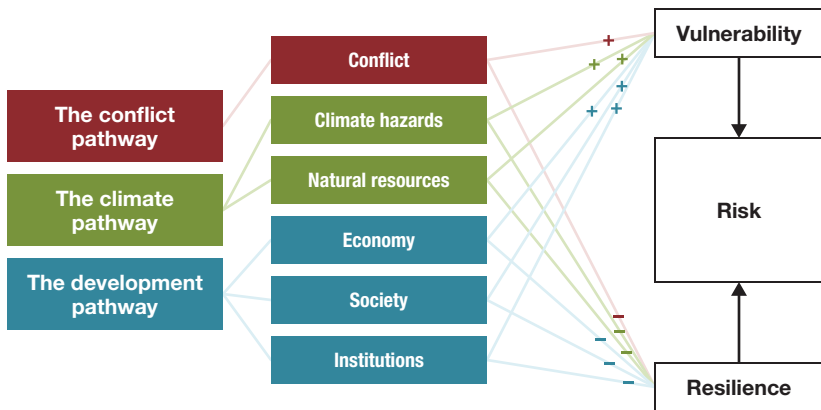 The conflict
pathway
The climate
pathway
The development
pathway
Conflict
Climate hazards
Natural resources
Economy
Society
Institutions
+
+
+
+
+
+
−
−
−
−
−
−
Vulnerability
Risk
Resilience